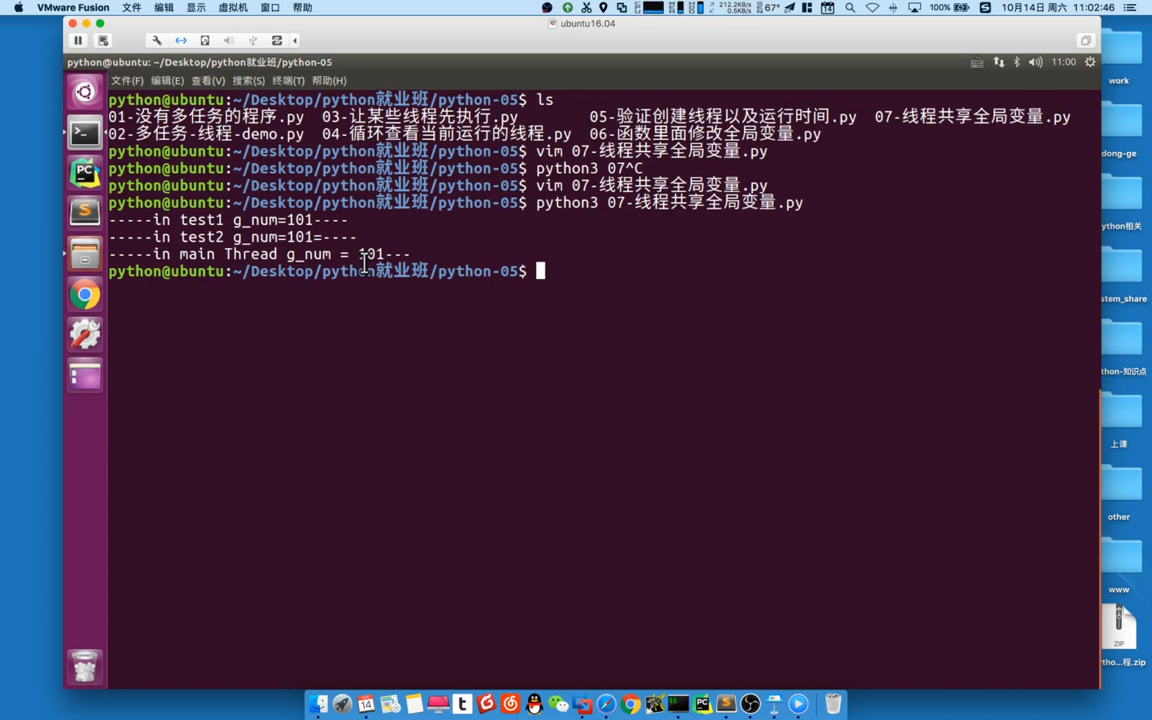 VMware Fusion 文件 编辑 显示 虚拟机 窗口 帮助 212.2KB/s 0.5KB/s 67° 14 100% 10月14日 周六 11:02:46
ubuntu16.04
python@ubuntu: ~/Desktop/python就业班/python-05 11:00
文件(F) 编辑(E) 查看(V) 搜索(S) 终端(T) 帮助(H)
python@ubuntu:~/Desktop/python就业班/python-05$ ls
01-没有多任务的程序.py 03-让某些线程先执行.py 05-验证创建线程以及运行时间.py 07-线程共享全局变量.py
02-多任务-线程-demo.py 04-循环查看当前运行的线程.py 06-函数里面修改全局变量.py
python@ubuntu:~/Desktop/python就业班/python-05$ vim 07-线程共享全局变量.py
python@ubuntu:~/Desktop/python就业班/python-05$ python3 07^C
python@ubuntu:~/Desktop/python就业班/python-05$ vim 07-线程共享全局变量.py
python@ubuntu:~/Desktop/python就业班/python-05$ python3 07-线程共享全局变量.py
-----in test1 g_num=101----
-----in test2 g_num=101=----
-----in main Thread g_num = 101---
python@ubuntu:~/Desktop/python就业班/python-05$
work
dong-ge
ython相关
stem_share
thon-知识点
上课
other
www
ZIP
tho...程.zip